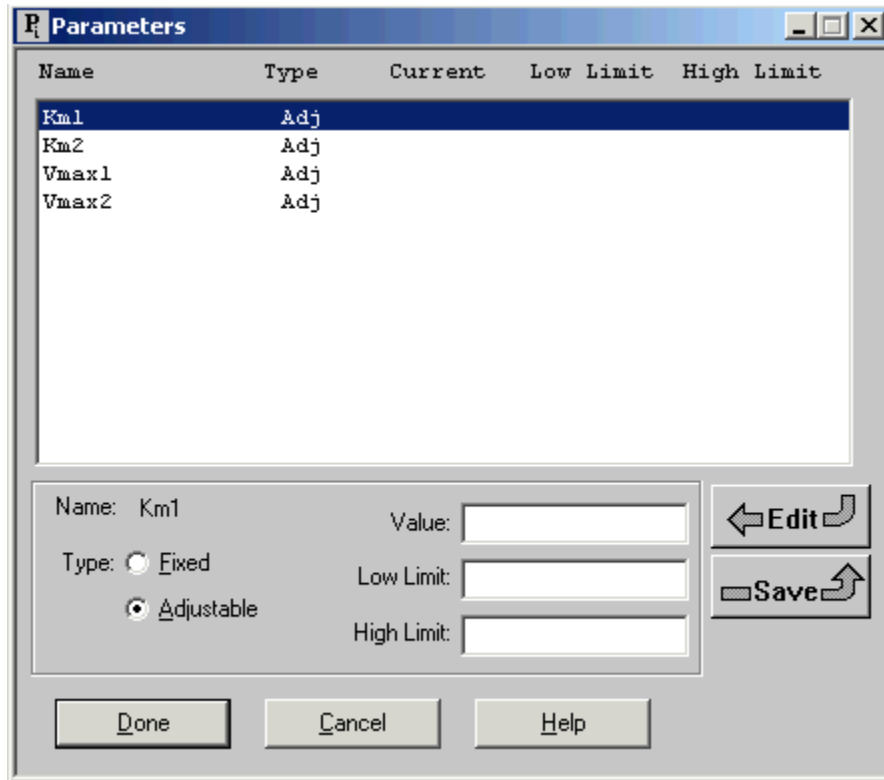 Pi Parameters
Name Type Current Low Limit High Limit
Km1 Adj
Km2 Adj
Vmax1 Adj
Vmax2 Adj
Name: Km1
Value:
Edit
Type: Fixed
Low Limit:
Save
Adjustable
High Limit:
Done Cancel Help